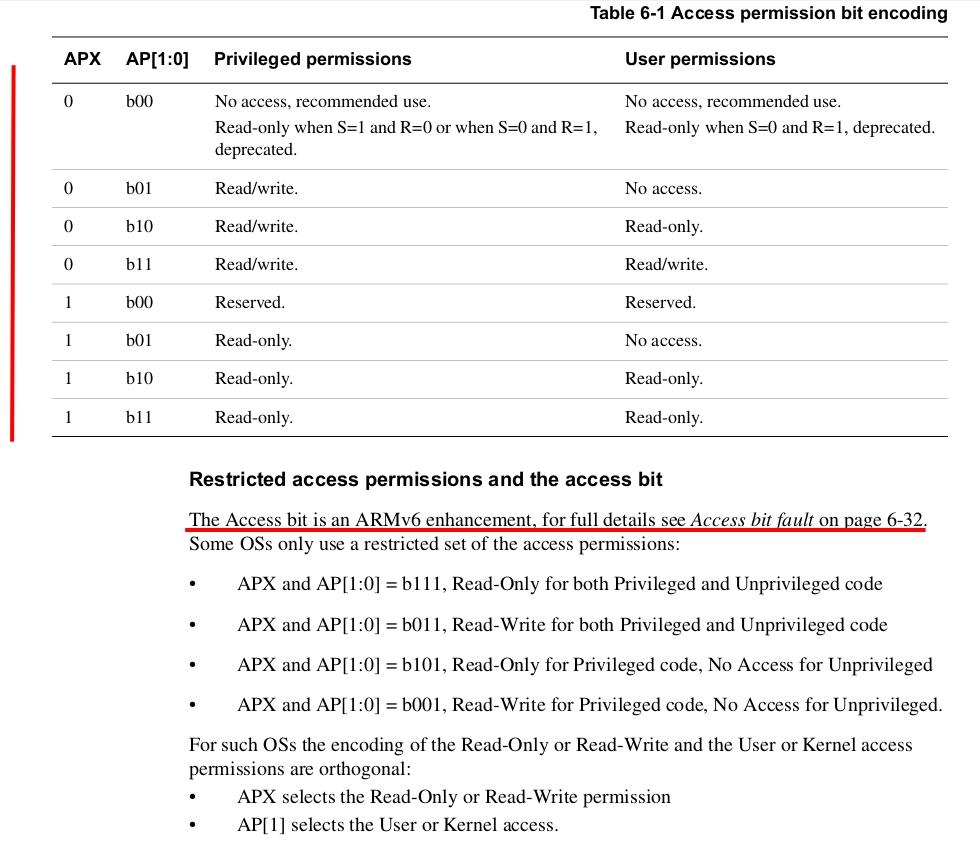 Table 6-1 Access permission bit encoding
APX AP[1:0] Privileged permissions User permissions
0 b00 No access, recommended use. No access, recommended use.
Read-only when S=1 and R=0 or when S=0 and R=1, Read-only when S=0 and R=1, deprecated.
deprecated.
0 b01 Read/write. No access.
0 b10 Read/write. Read-only.
0 b11 Read/write. Read/write.
1 b00 Reserved. Reserved.
1 b01 Read-only. No access.
1 b10 Read-only. Read-only.
1 b11 Read-only. Read-only.
Restricted access permissions and the access bit
The Access bit is an ARMv6 enhancement, for full details see Access bit fault on page 6-32.
Some OSs only use a restricted set of the access permissions:
• APX and AP[1:0] = b111, Read-Only for both Privileged and Unprivileged code
• APX and AP[1:0] = b011, Read-Write for both Privileged and Unprivileged code
• APX and AP[1:0] = b101, Read-Only for Privileged code, No Access for Unprivileged
• APX and AP[1:0] = b001, Read-Write for Privileged code, No Access for Unprivileged.
For such OSs the encoding of the Read-Only or Read-Write and the User or Kernel access
permissions are orthogonal:
• APX selects the Read-Only or Read-Write permission
• AP[1] selects the User or Kernel access.